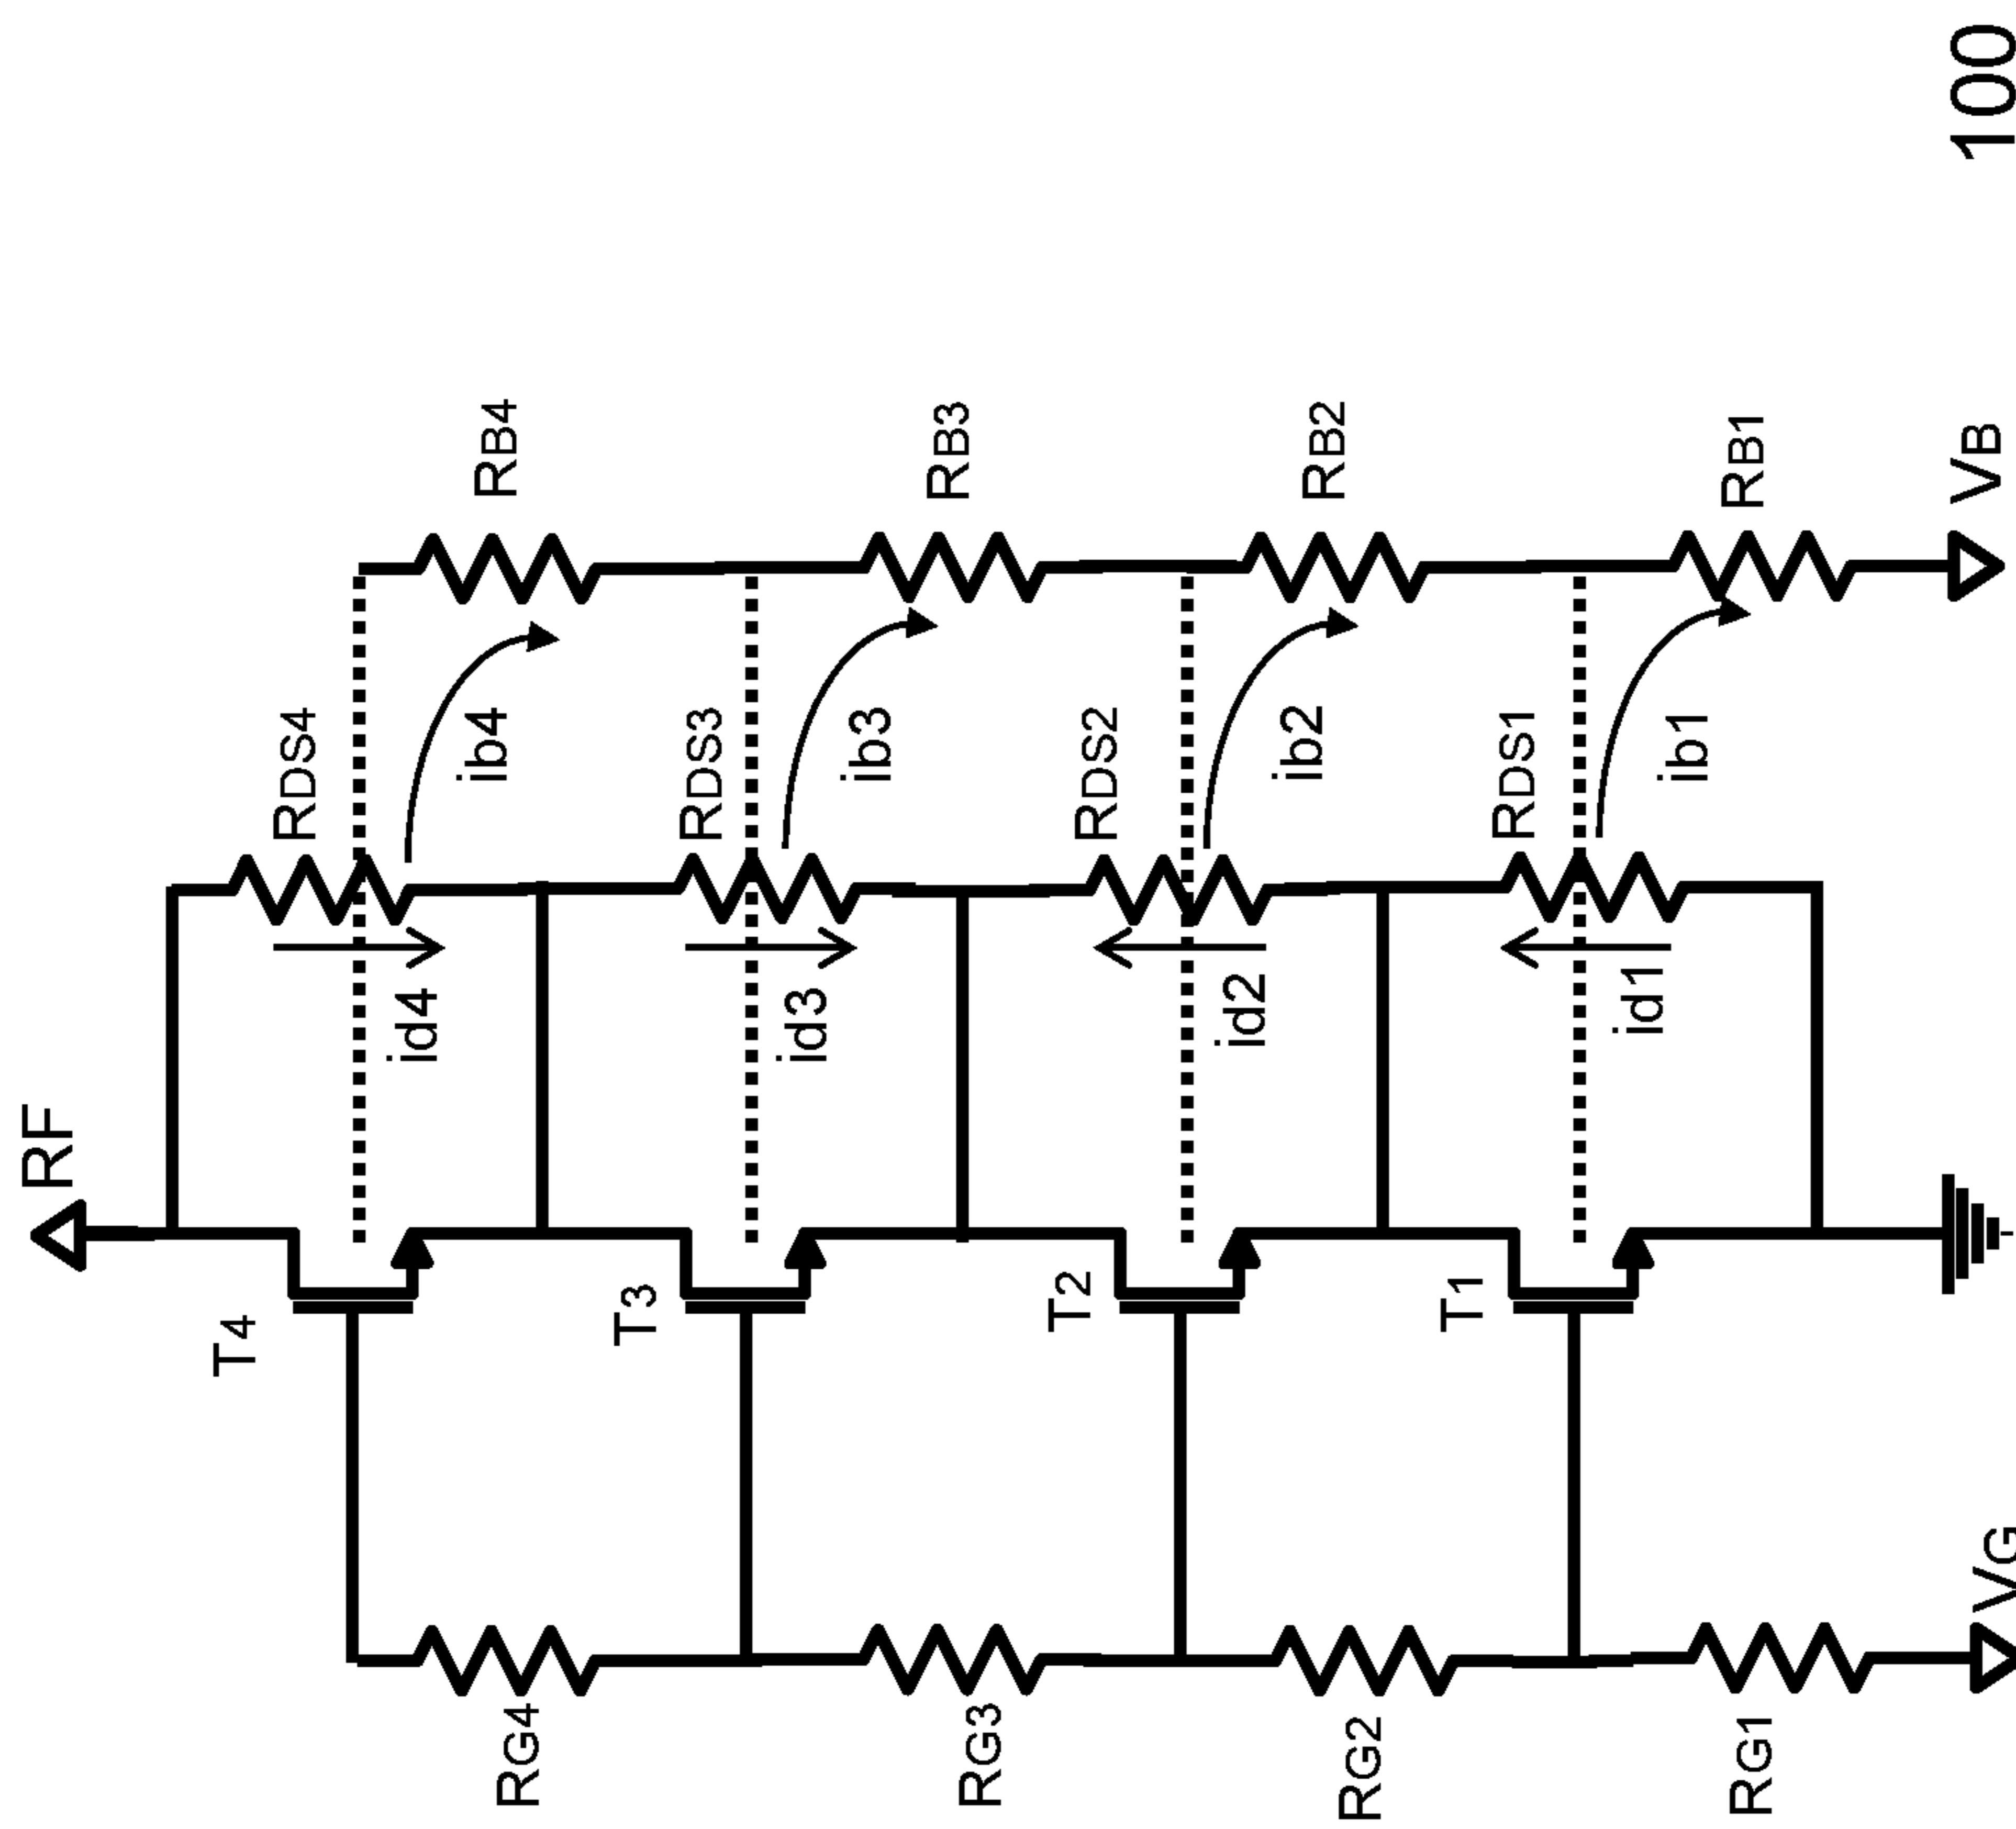 RF
T4
RDS4
id4
ib4
RB4
RG4
T3
RDS3
id3
ib3
RB3
RG3
T2
RDS2
id2
ib2
RB2
RG2
T1
RDS1
id1
ib1
RB1
RG1
VG
VB
100